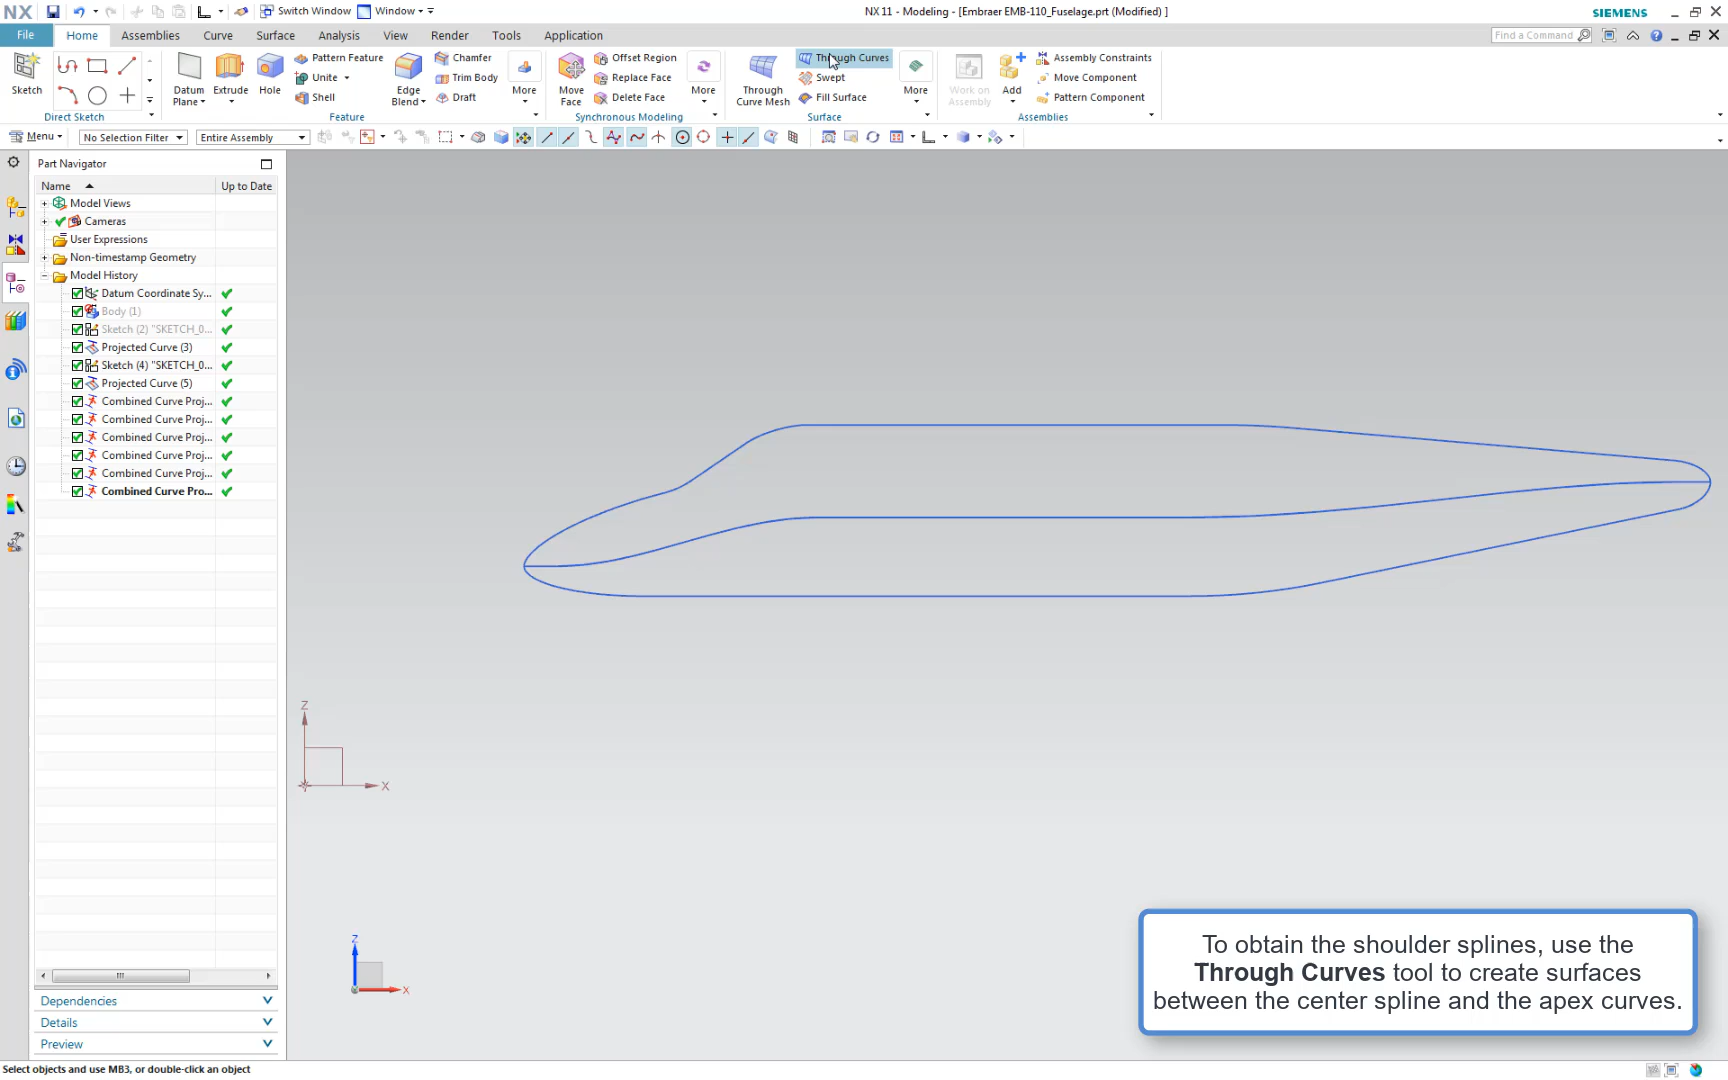 NX Switch Window Window NX 11 - Modeling - [Embraer EMB-110_Fuselage.prt (Modified) ] SIEMENS
File Home Assemblies Curve Surface Analysis View Render Tools Application Find a Command
Sketch
Direct Sketch
Datum Plane
Extrude
Hole
Pattern Feature
Unite
Shell
Edge Blend
Chamfer
Trim Body
Draft
More
Feature
Move Face
Offset Region
Replace Face
Delete Face
More
Synchronous Modeling
Through Curve Mesh
Through Curves
Swept
Fill Surface
More
Surface
Work on Assembly
Add
Assembly Constraints
Move Component
Pattern Component
Assemblies
Menu No Selection Filter Entire Assembly
Part Navigator
Name Up to Date
Model Views
Cameras
User Expressions
Non-timestamp Geometry
Model History
Datum Coordinate Sy...
Body (1)
Sketch (2) "SKETCH_0...
Projected Curve (3)
Sketch (4) "SKETCH_0...
Projected Curve (5)
Combined Curve Proj...
Combined Curve Proj...
Combined Curve Proj...
Combined Curve Proj...
Combined Curve Proj...
Combined Curve Pro...
Z
X
Z
X
Dependencies
Details
Preview
To obtain the shoulder splines, use the
Through Curves tool to create surfaces
between the center spline and the apex curves.
Select objects and use MB3, or double-click an object